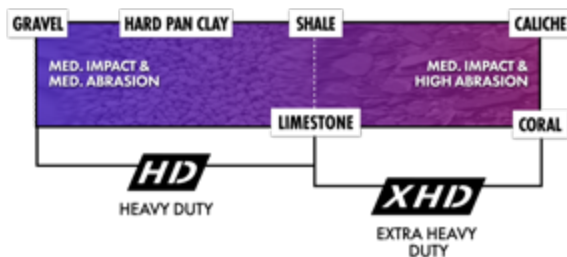 GRAVEL
HARD PAN CLAY
SHALE
CALICHE
MED. IMPACT &
MED. ABRASION
MED. IMPACT &
HIGH ABRASION
LIMESTONE
CORAL
HD
HEAVY DUTY
XHD
EXTRA HEAVY
DUTY